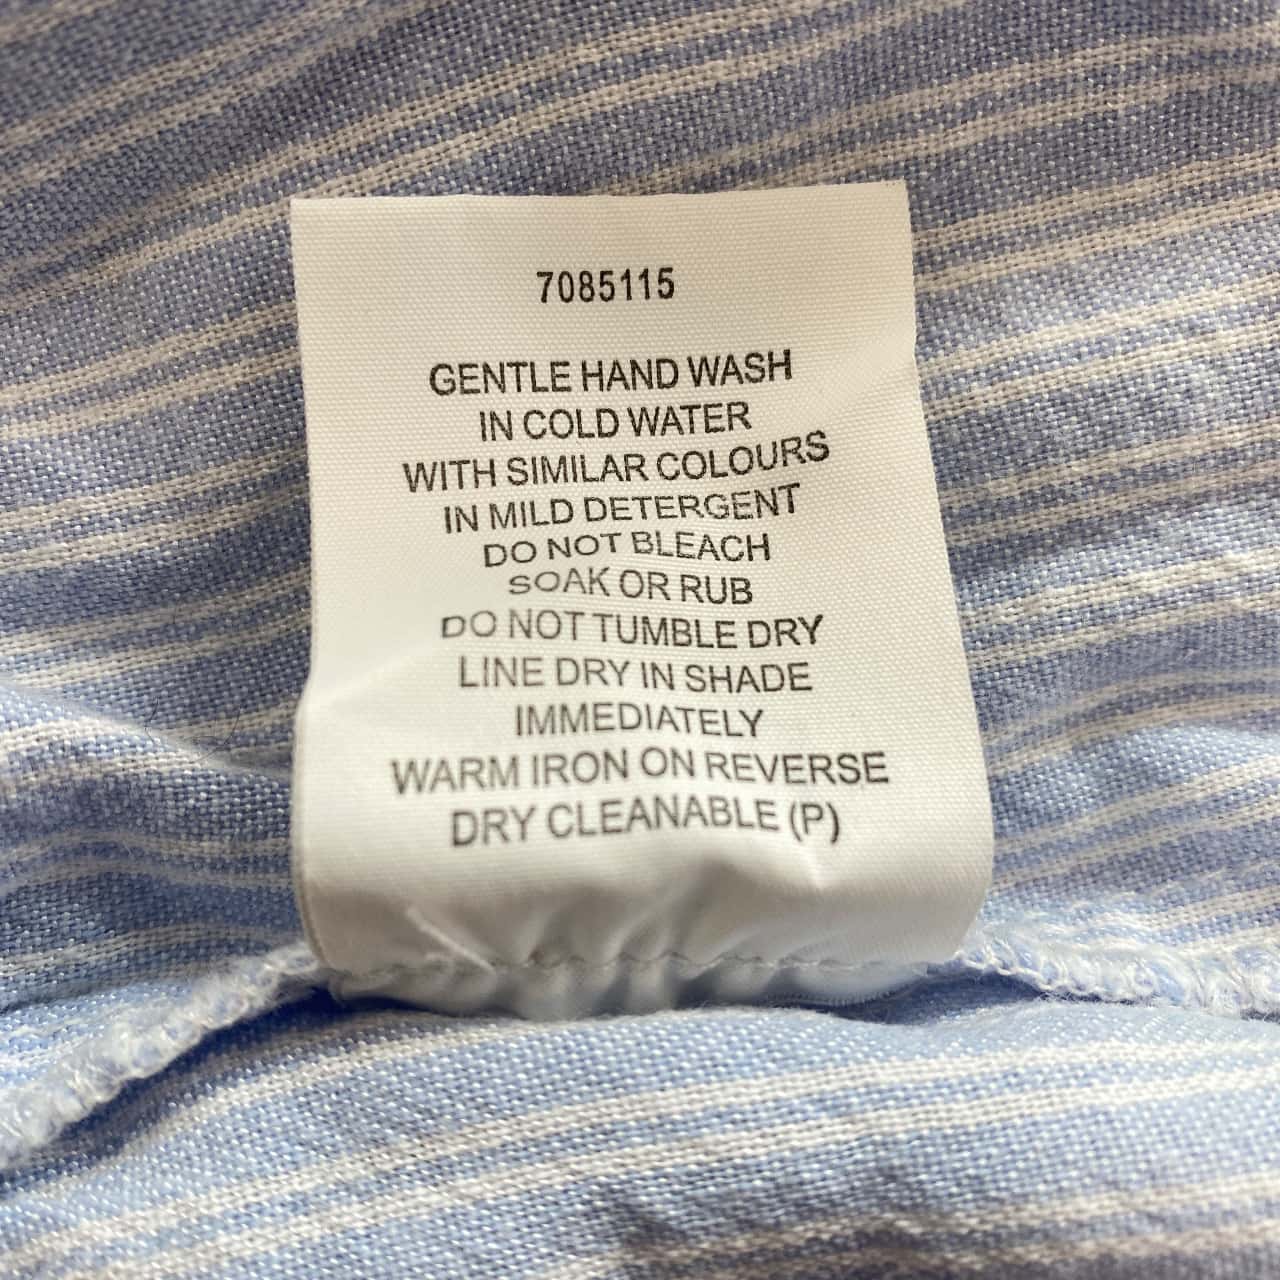 7085115
GENTLE HAND WASH
IN COLD WATER
WITH SIMILAR COLOURS
IN MILD DETERGENT
DO NOT BLEACH
SOAK OR RUB
DO NOT TUMBLE DRY
LINE DRY IN SHADE
IMMEDIATELY
WARM IRON ON REVERSE
DRY CLEANABLE (P)